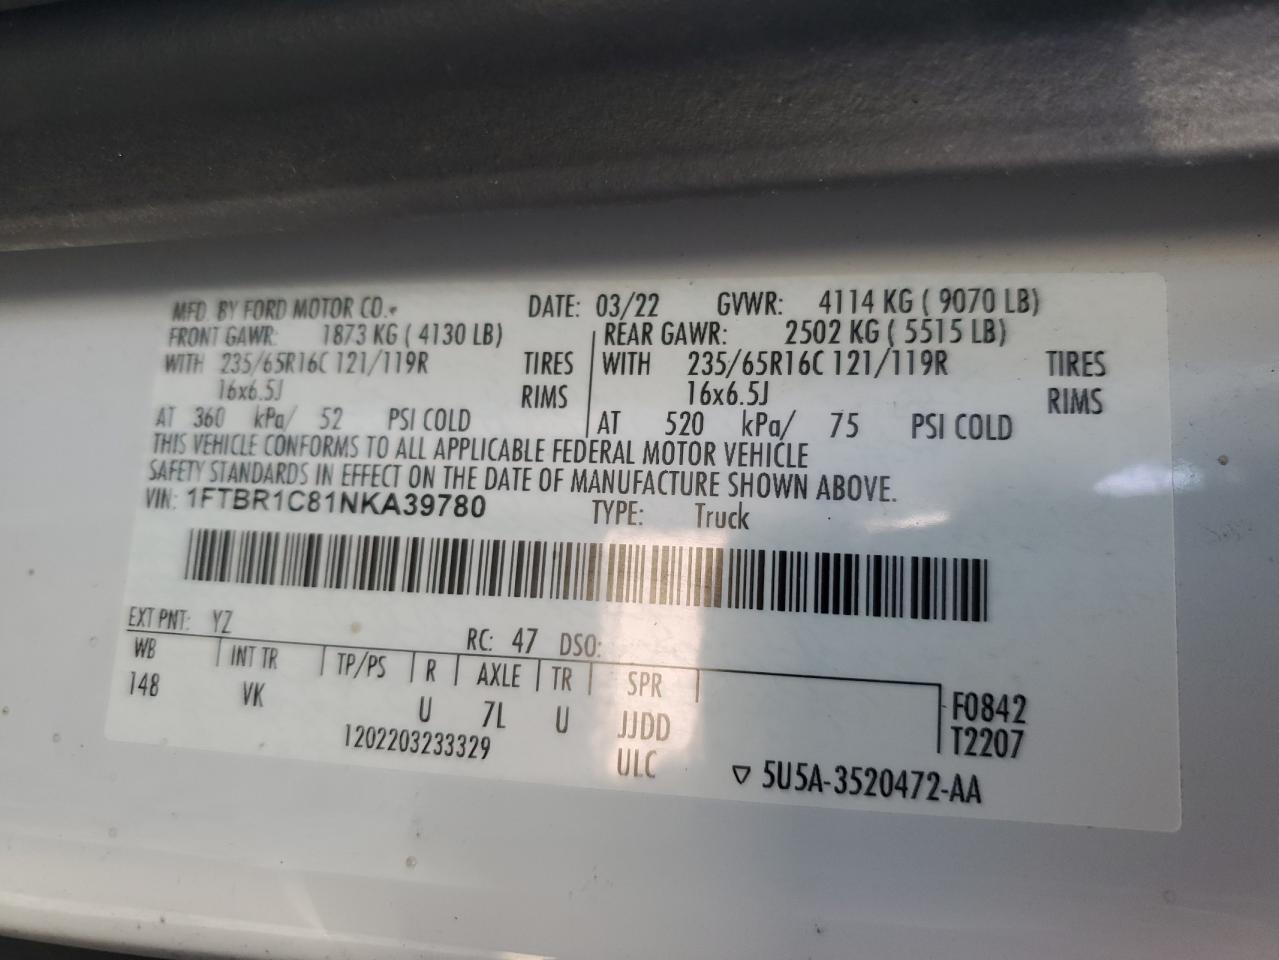 MFD. BY FORD MOTOR CO. DATE: 03/22 GVWR: 4114 KG ( 9070 LB)
FRONT GAWR: 1873 KG ( 4130 LB) REAR GAWR: 2502 KG ( 5515 LB)
WITH 235/65R16C 121/119R TIRES WITH 235/65R16C 121/119R TIRES
16x6.5J RIMS 16x6.5J RIMS
AT 360 kPa/ 52 PSI COLD AT 520 kPa/ 75 PSI COLD
THIS VEHICLE CONFORMS TO ALL APPLICABLE FEDERAL MOTOR VEHICLE
SAFETY STANDARDS IN EFFECT ON THE DATE OF MANUFACTURE SHOWN ABOVE.
VIN: 1FTBR1C81NKA39780 TYPE: Truck
EXT PNT: YZ RC: 47 DSO:
WB INT TR TP/PS R AXLE TR SPR
148 VK U 7L U JJDD F0842
1202203233329 ULC T2207
5U5A-3520472-AA